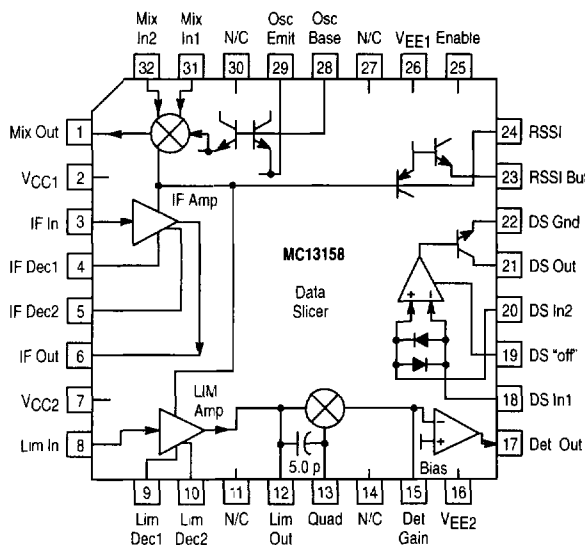 Mix In2
Mix In1
N/C
Osc Emit
Osc Base
N/C
VEE1
Enable
32
31
30
29
28
27
26
25
Mix Out
1
VCC1
2
IF In
3
IF Dec1
4
IF Dec2
5
IF Out
6
VCC2
7
Lim In
8
IF Amp
MC13158
Data
Slicer
LIM
Amp
5.0 p
Bias
+
−
−
+
24
RSSI
23
RSSI Buf
22
DS Gnd
21
DS Out
20
DS In2
19
DS "off"
18
DS In1
17
Det Out
9
10
11
12
13
14
15
16
Lim Dec1
Lim Dec2
N/C
Lim Out
Quad
N/C
Det Gain
VEE2